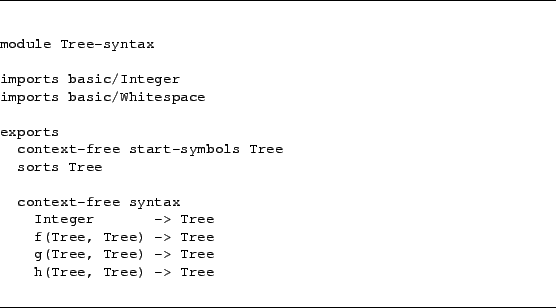 module Tree-syntax
imports basic/Integer
imports basic/Whitespace
exports
context-free start-symbols Tree
sorts Tree
context-free syntax
Integer -> Tree
f(Tree, Tree) -> Tree
g(Tree, Tree) -> Tree
h(Tree, Tree) -> Tree